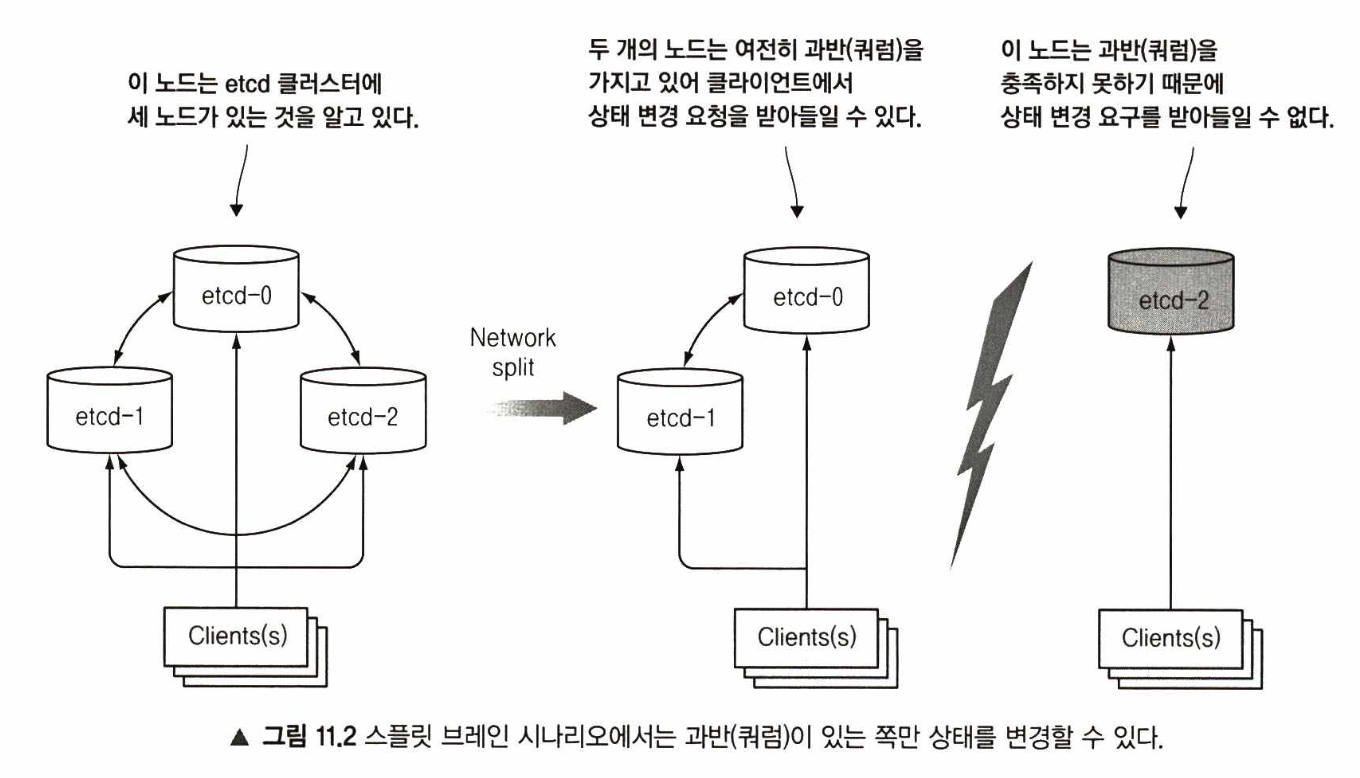 이 노드는 etcd 클러스터에
세 노드가 있는 것을 알고 있다.
두 개의 노드는 여전히 과반(쿼럼)을
가지고 있어 클라이언트에서
상태 변경 요청을 받아들일 수 있다.
이 노드는 과반(쿼럼)을
충족하지 못하기 때문에
상태 변경 요구를 받아들일 수 없다.
etcd-0
etcd-1
etcd-2
Clients(s)
Network
split
etcd-0
etcd-1
Clients(s)
etcd-2
Clients(s)
▲ 그림 11.2 스플릿 브레인 시나리오에서는 과반(쿼럼)이 있는 쪽만 상태를 변경할 수 있다.